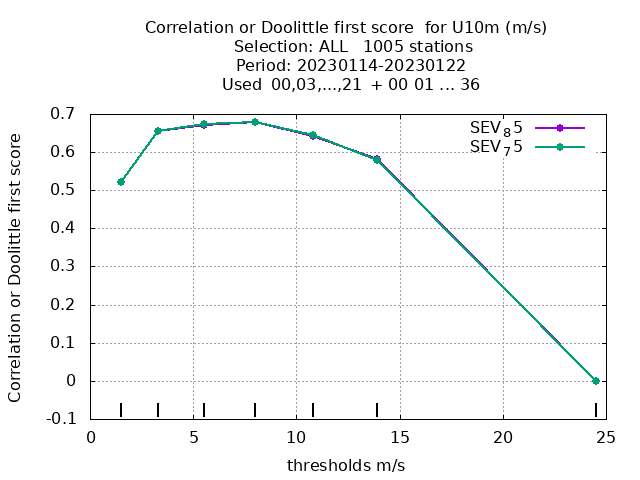 Correlation or Doolittle first score  for U10m (m/s)
Selection: ALL   1005 stations
Period: 20230114-20230122
Used  00,03,...,21  + 00 01 ... 36
Correlation or Doolittle first score
0.7
0.6
0.5
0.4
0.3
0.2
0.1
0
-0.1
SEV₈5
SEV₇5
0 5 10 15 20 25
thresholds m/s